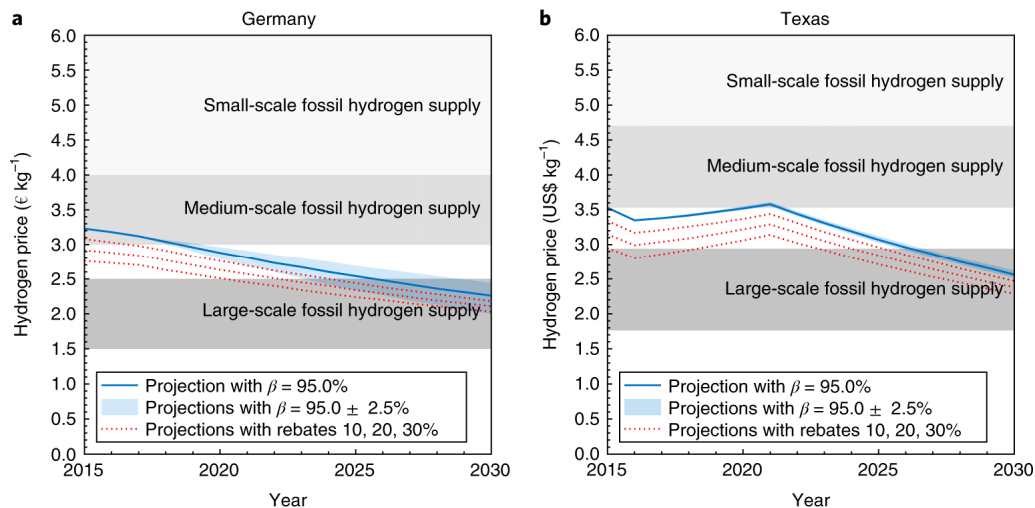 a
Germany
Hydrogen price (€ kg⁻¹)
6.0
5.5
5.0
4.5
4.0
3.5
3.0
2.5
2.0
1.5
1.0
0.5
0.0
Small-scale fossil hydrogen supply
Medium-scale fossil hydrogen supply
Large-scale fossil hydrogen supply
Projection with β = 95.0%
Projections with β = 95.0 ± 2.5%
Projections with rebates 10, 20, 30%
2015 2020 2025 2030
Year
b
Texas
Hydrogen price (US$ kg⁻¹)
6.0
5.5
5.0
4.5
4.0
3.5
3.0
2.5
2.0
1.5
1.0
0.5
0.0
Small-scale fossil hydrogen supply
Medium-scale fossil hydrogen supply
Large-scale fossil hydrogen supply
Projection with β = 95.0%
Projections with β = 95.0 ± 2.5%
Projections with rebates 10, 20, 30%
2015 2020 2025 2030
Year